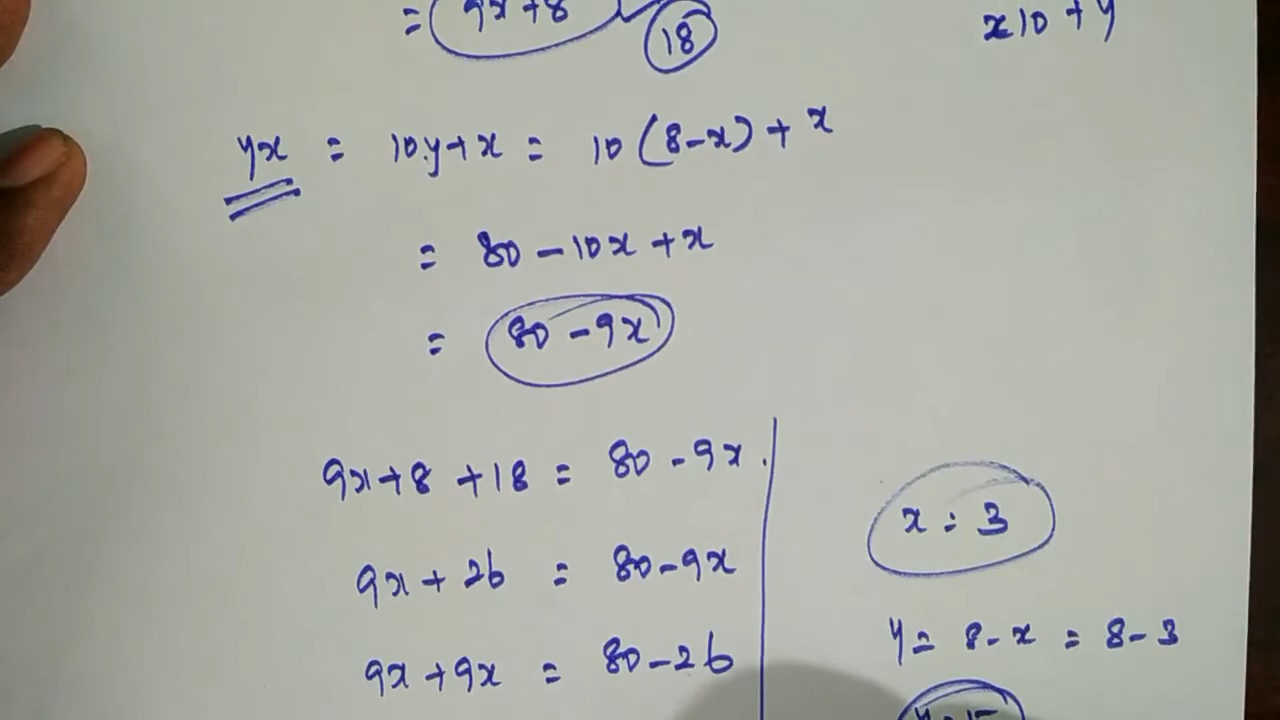 = 9x+8
18
x10 + y
yx = 10.y+x = 10(8-x)+x
= 80-10x+x
= 80-9x
9x+8+18 = 80-9x.
9x+26 = 80-9x
9x+9x = 80-26
x=3
y= 8-x = 8-3